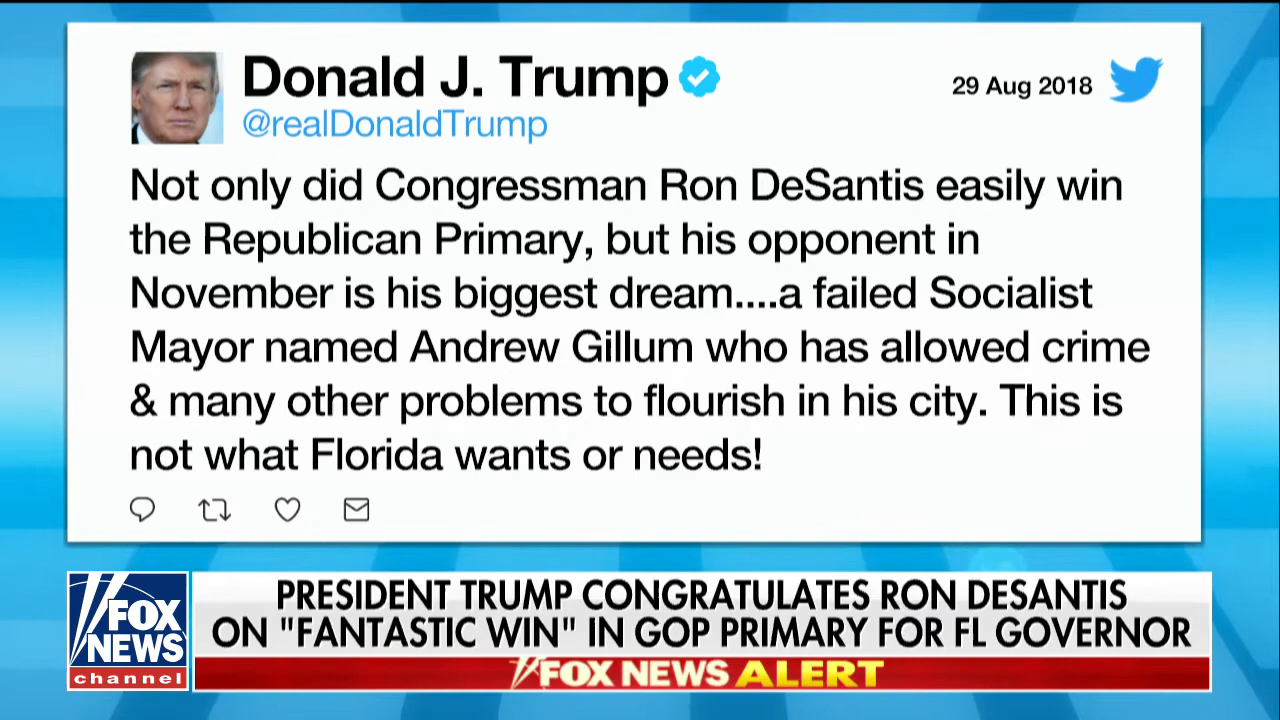 Donald J. Trump
29 Aug 2018
@realDonaldTrump
Not only did Congressman Ron DeSantis easily win
the Republican Primary, but his opponent in
November is his biggest dream....a failed Socialist
Mayor named Andrew Gillum who has allowed crime
& many other problems to flourish in his city. This is
not what Florida wants or needs!
FOX
NEWS
channel
PRESIDENT TRUMP CONGRATULATES RON DESANTIS
ON "FANTASTIC WIN" IN GOP PRIMARY FOR FL GOVERNOR
FOX NEWS ALERT